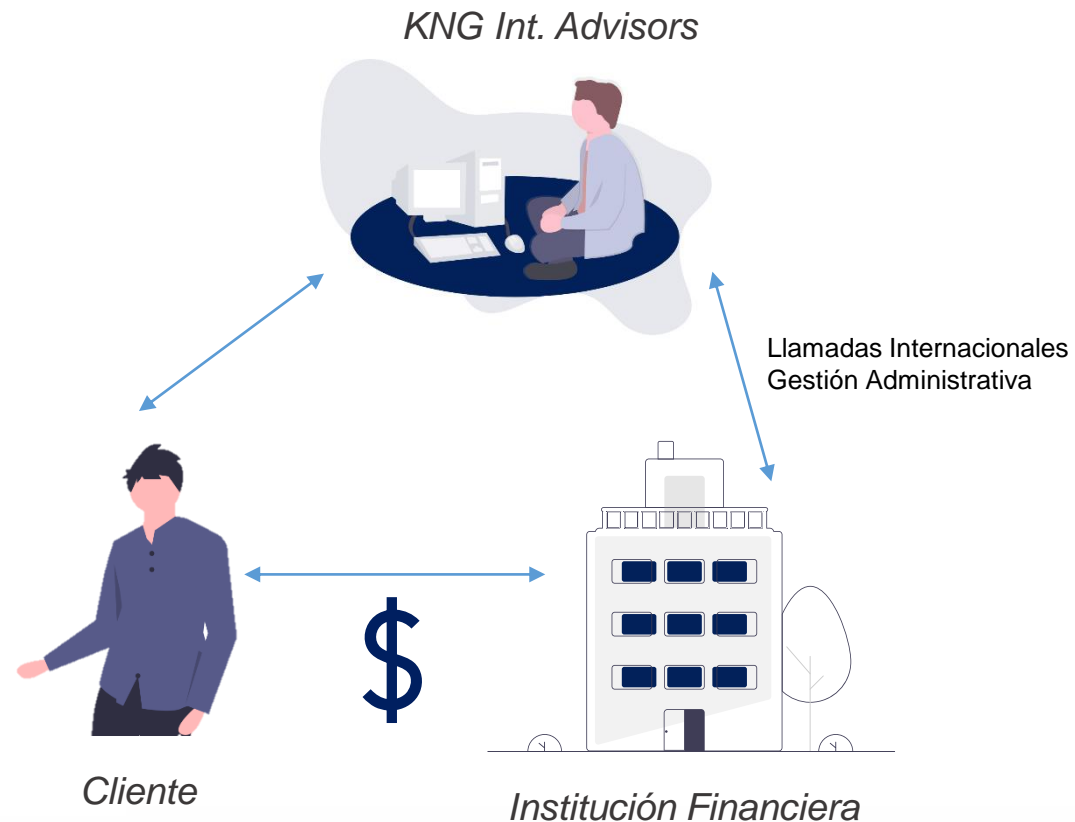 KNG Int. Advisors
Llamadas Internacionales
Gestión Administrativa
$
Cliente
Institución Financiera